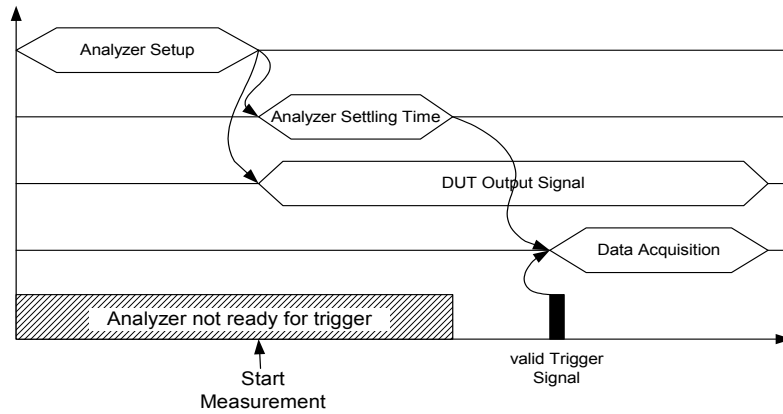 Analyzer Setup
Analyzer Settling Time
DUT Output Signal
Data Acquisition
Analyzer not ready for trigger
valid Trigger
Signal
Start
Measurement